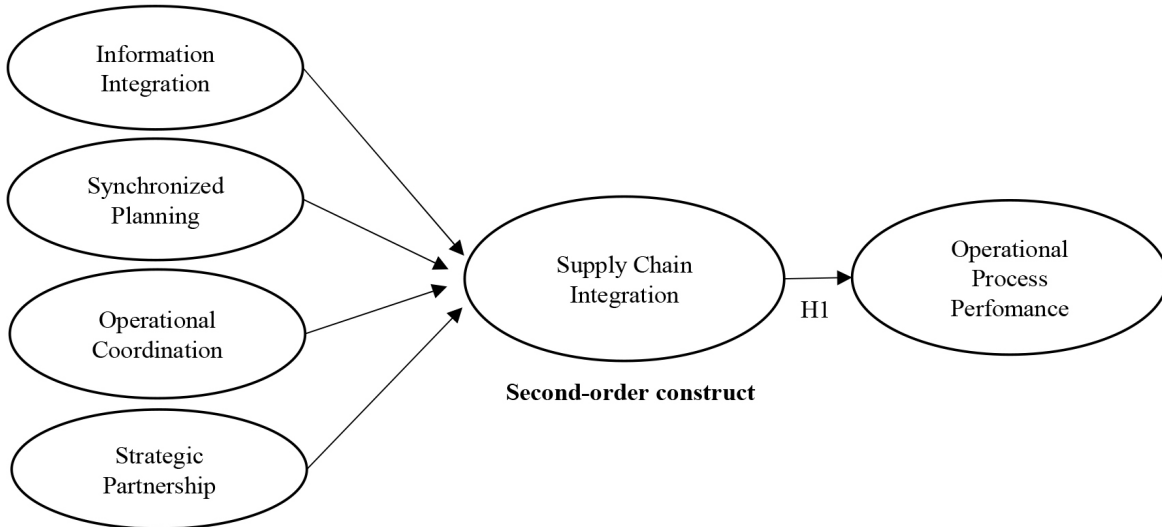 Information
Integration
Synchronized
Planning
Operational
Coordination
Strategic
Partnership
Supply Chain
Integration
Second-order construct
H1
Operational
Process
Perfomance